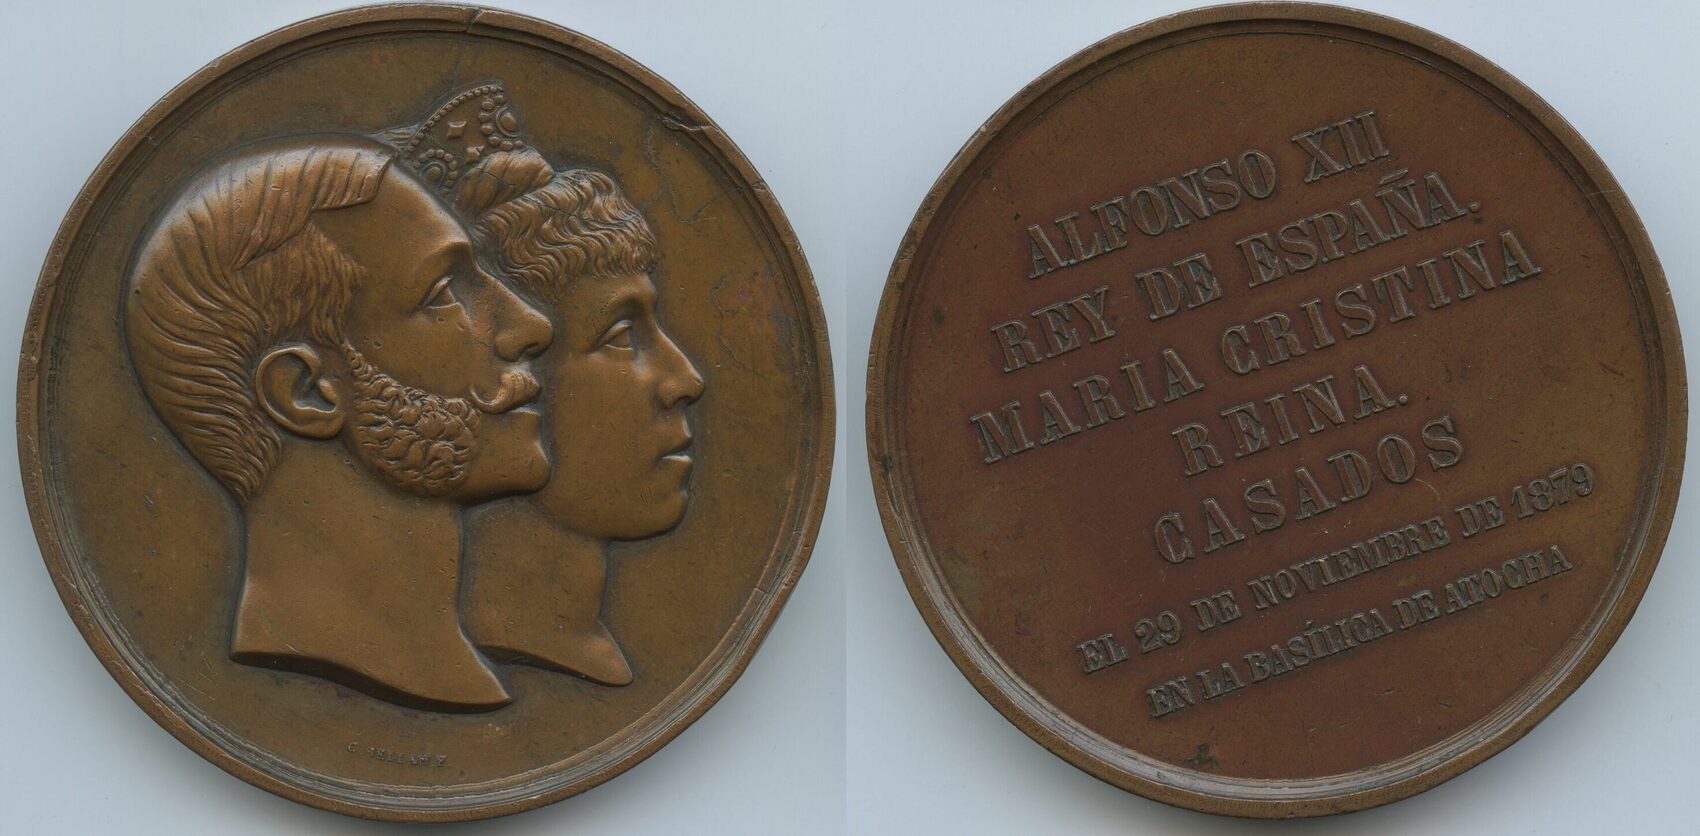 C. SELLAN F.
ALFONSO XII
REY DE ESPAÑA.
MARIA CRISTINA
REINA.
CASADOS
EL 29 DE NOVIEMBRE DE 1879
EN LA BASÍLICA DE ATOCHA